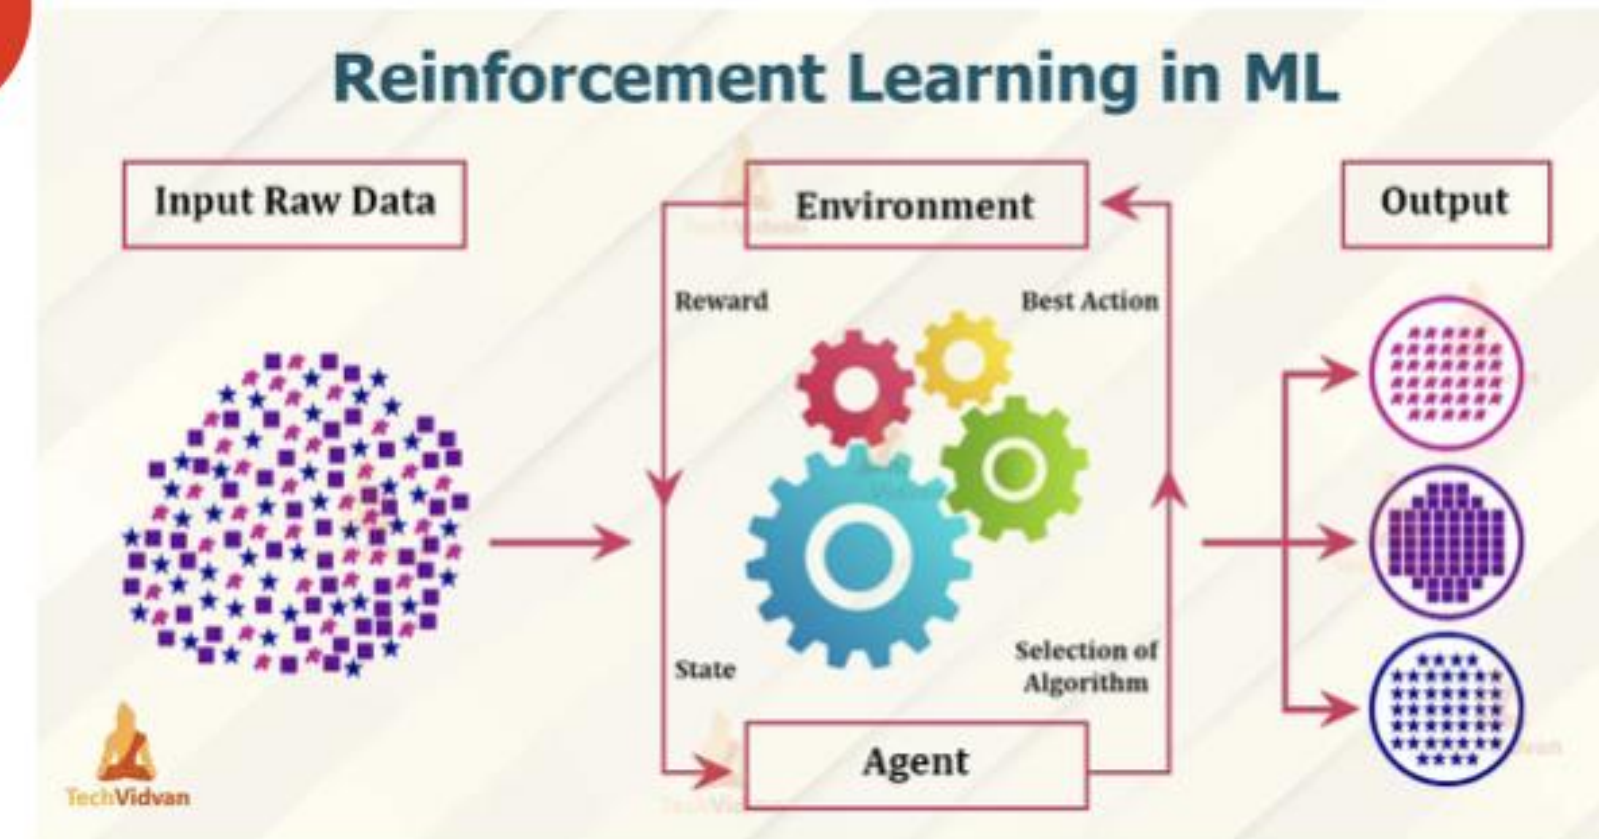 Reinforcement Learning in ML
Input Raw Data
Environment
Output
Reward
Best Action
State
Selection of
Algorithm
Agent
TechVidvan